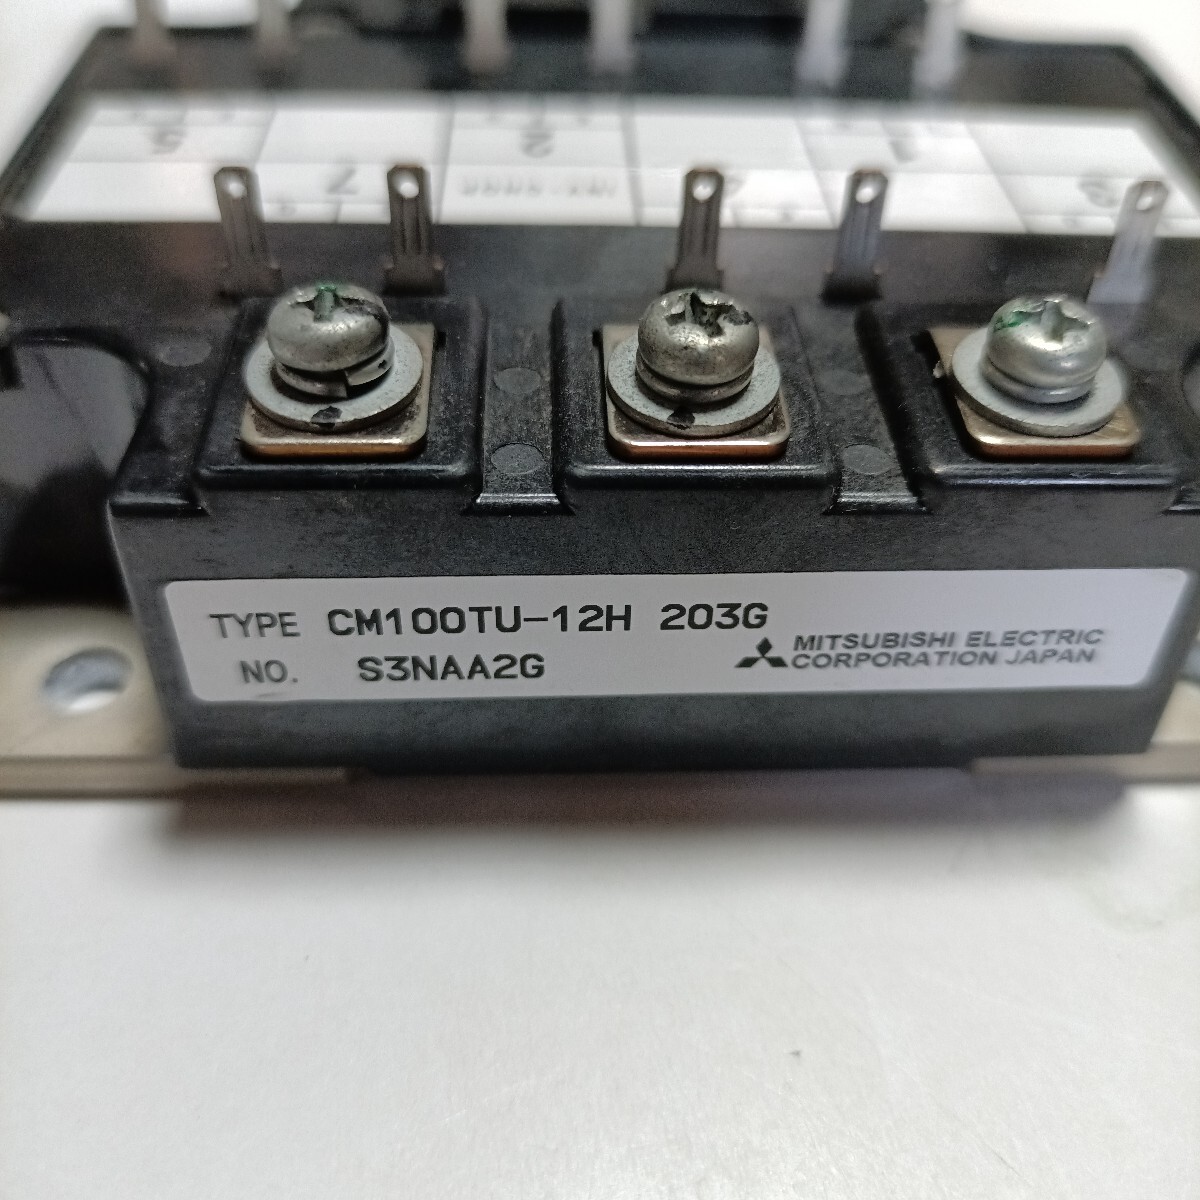 TYPE CM100TU-12H 203G
NO. S3NAA2G
MITSUBISHI ELECTRIC
CORPORATION JAPAN